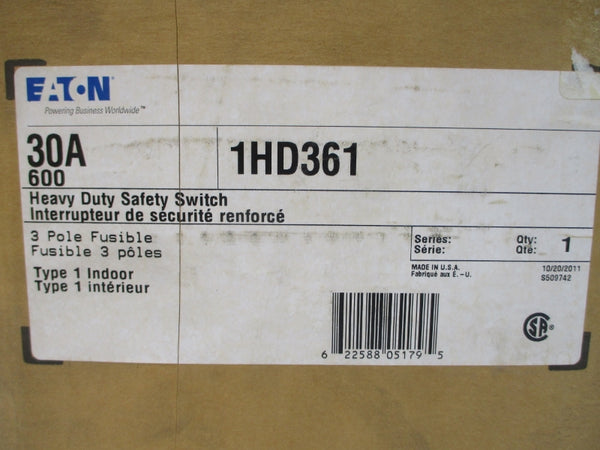 EATON
Powering Business Worldwide™
30A
600
1HD361
Heavy Duty Safety Switch
Interrupteur de sécurité renforcé
3 Pole Fusible
Fusible 3 pôles
Type 1 Indoor
Type 1 intérieur
Series: Qty: 1
Série: Qté:
MADE IN U.S.A. 10/20/2011
Fabriqué aux É. - U. S509742
CSA
6 22588 05179 5